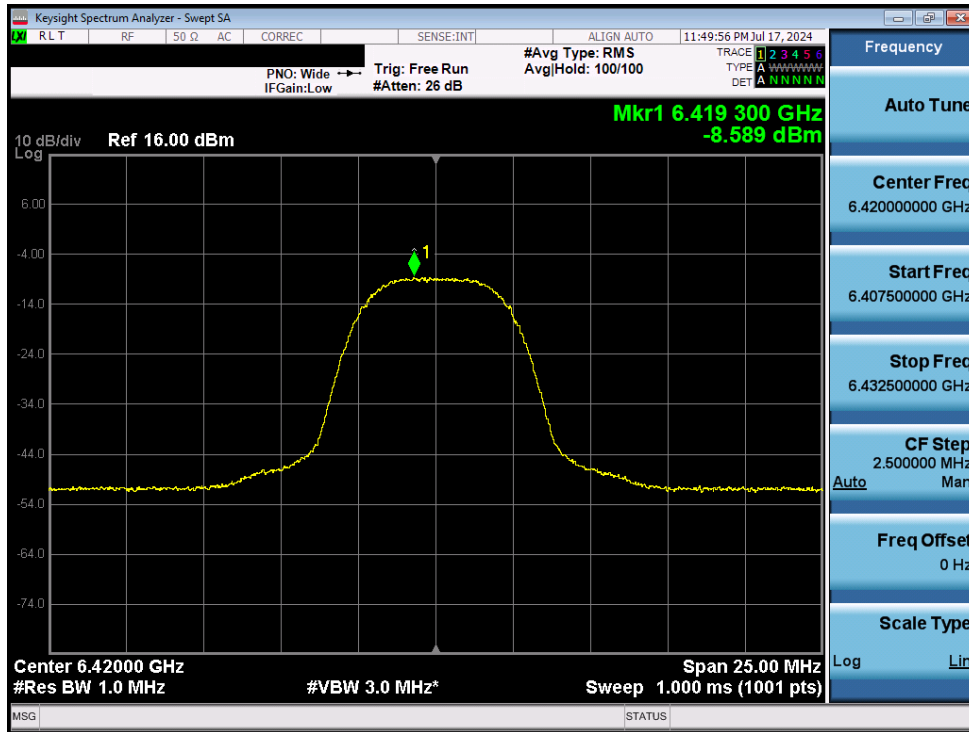 Keysight Spectrum Analyzer - Swept SA
LXI RLT RF 50 Ω AC CORREC SENSE:INT ALIGN AUTO 11:49:56 PM Jul 17, 2024
PNO: Wide
IFGain:Low
Trig: Free Run
#Atten: 26 dB
#Avg Type: RMS
Avg|Hold: 100/100
TRACE 1 2 3 4 5 6
TYPE A WWWWW
DET A N N N N N
Mkr1 6.419 300 GHz
-8.589 dBm
10 dB/div Ref 16.00 dBm
Log
6.00
-4.00
-14.0
-24.0
-34.0
-44.0
-54.0
-64.0
-74.0
1
Center 6.42000 GHz Span 25.00 MHz
#Res BW 1.0 MHz #VBW 3.0 MHz* Sweep 1.000 ms (1001 pts)
MSG STATUS
Frequency
Auto Tune
Center Freq
6.420000000 GHz
Start Freq
6.407500000 GHz
Stop Freq
6.432500000 GHz
CF Step
2.500000 MHz
Auto Man
Freq Offset
0 Hz
Scale Type
Log Lin